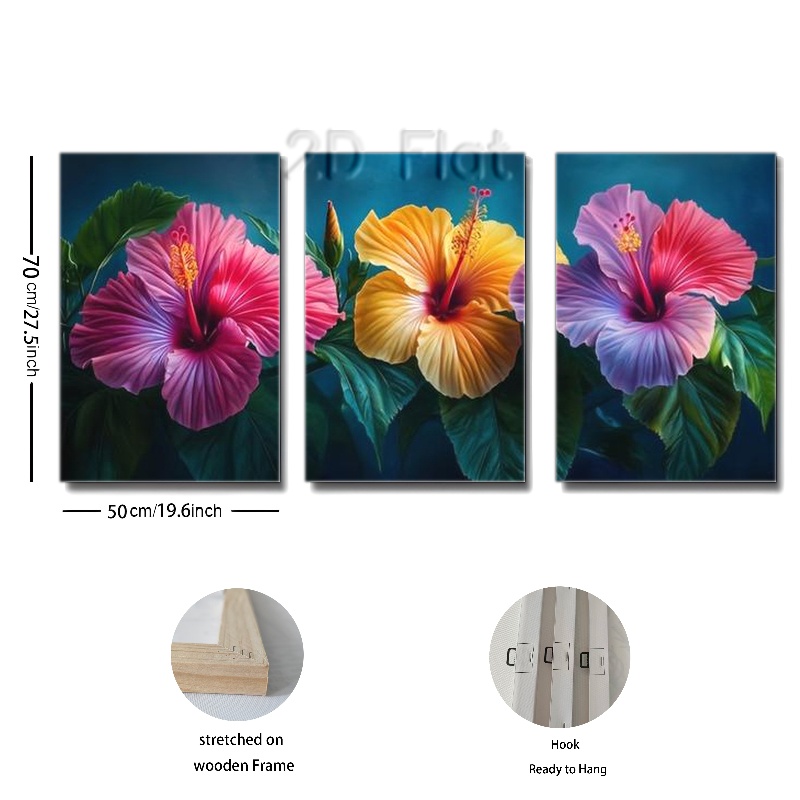 2D Flat
70cm/27.5inch
50cm/19.6inch
stretched on
wooden Frame
Hook
Ready to Hang